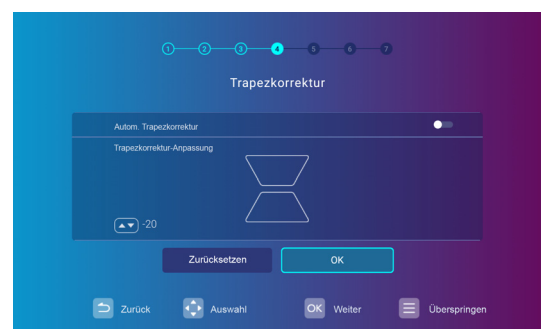 1 2 3 4 5 6 7
Trapezkorrektur
Autom. Trapezkorrektur
Trapezkorrektur-Anpassung
-20
Zurücksetzen OK
Zurück Auswahl OK Weiter Überspringen